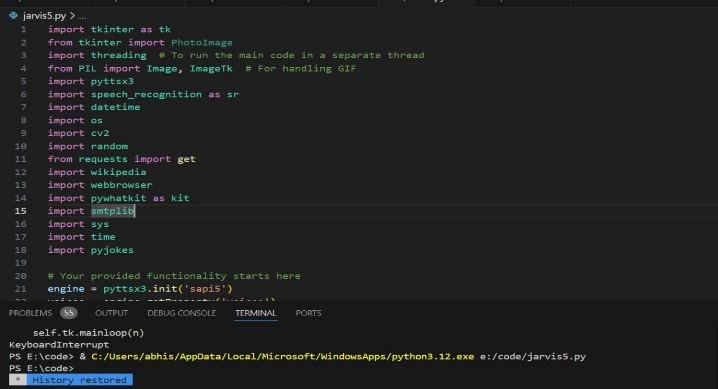 jarvis5.py > ...
1 import tkinter as tk
2 from tkinter import PhotoImage
3 import threading # To run the main code in a separate thread
4 from PIL import Image, ImageTk # For handling GIF
5 import pyttsx3
6 import speech_recognition as sr
7 import datetime
8 import os
9 import cv2
10 import random
11 from requests import get
12 import wikipedia
13 import webbrowser
14 import pywhatkit as kit
15 import smtplib
16 import sys
17 import time
18 import pyjokes
19
20 # Your provided functionality starts here
21 engine = pyttsx3.init('sapi5')
PROBLEMS 55 OUTPUT DEBUG CONSOLE TERMINAL PORTS
self.tk.mainloop(n)
KeyboardInterrupt
PS E:\code> & C:/Users/abhis/AppData/Local/Microsoft/WindowsApps/python3.12.exe e:/code/jarvis5.py
PS E:\code>
* History restored